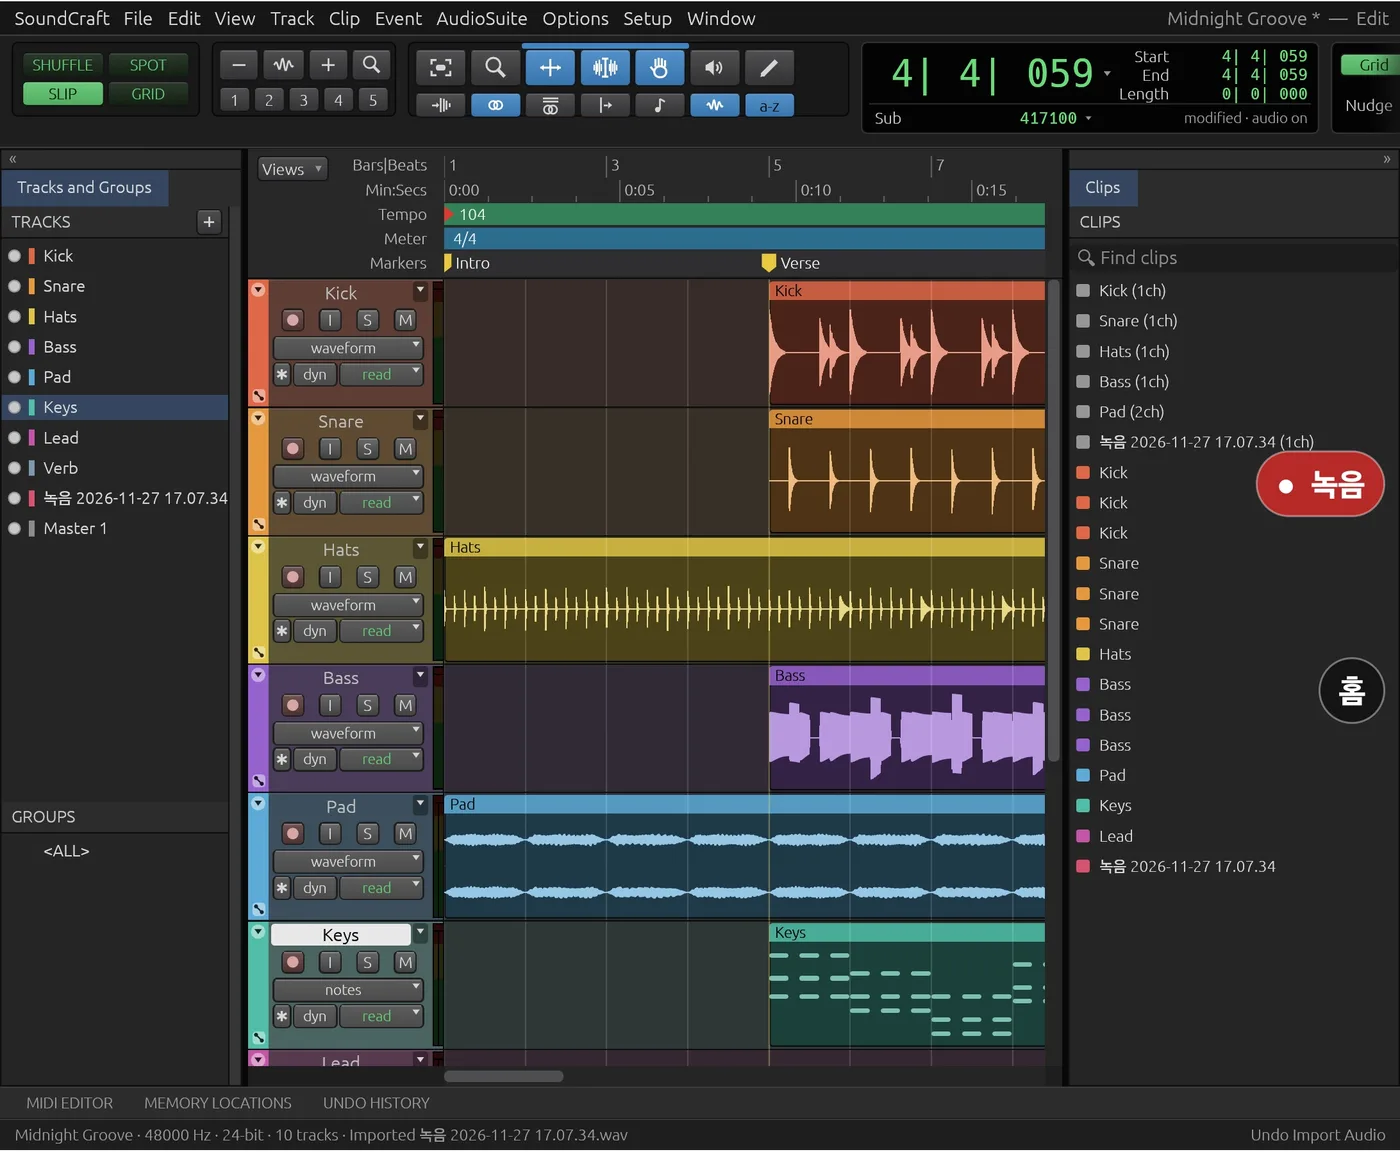 SoundCraft File Edit View Track Clip Event AudioSuite Options Setup Window Midnight Groove * — Edit
SHUFFLE SPOT
SLIP GRID
1 2 3 4 5
a-z
4| 4| 059
Start 4| 4| 059
End 4| 4| 059
Length 0| 0| 000
Sub 417100 modified · audio on
Grid
Nudge
«
Tracks and Groups
TRACKS +
Kick
Snare
Hats
Bass
Pad
Keys
Lead
Verb
녹음 2026-11-27 17.07.34
Master 1
GROUPS
<ALL>
Views
Bars|Beats 1 3 5 7
Min:Secs 0:00 0:05 0:10 0:15
Tempo 104
Meter 4/4
Markers Intro Verse
Kick
I S M
waveform
* dyn read
Kick
Snare
I S M
waveform
* dyn read
Snare
Hats
I S M
waveform
* dyn read
Hats
Bass
I S M
waveform
* dyn read
Bass
Pad
I S M
waveform
* dyn read
Pad
Keys
I S M
notes
* dyn read
Keys
Lead
»
Clips
CLIPS
Find clips
Kick (1ch)
Snare (1ch)
Hats (1ch)
Bass (1ch)
Pad (2ch)
녹음 2026-11-27 17.07.34 (1ch)
Kick
Kick
Kick
Snare
Snare
Snare
Hats
Bass
Bass
Bass
Pad
Keys
Lead
녹음 2026-11-27 17.07.34
녹음
홈
MIDI EDITOR MEMORY LOCATIONS UNDO HISTORY
Midnight Groove · 48000 Hz · 24-bit · 10 tracks · Imported 녹음 2026-11-27 17.07.34.wav Undo Import Audio